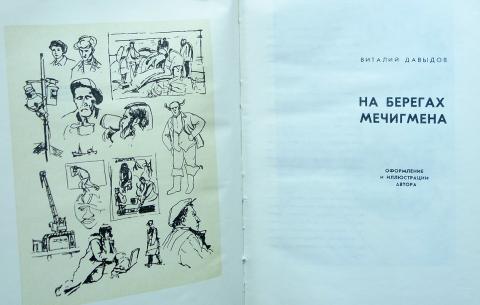 ВИТАЛИЙ ДАВЫДОВ
НА БЕРЕГАХ
МЕЧИГМЕНА
ОФОРМЛЕНИЕ
И ИЛЛЮСТРАЦИИ
АВТОРА